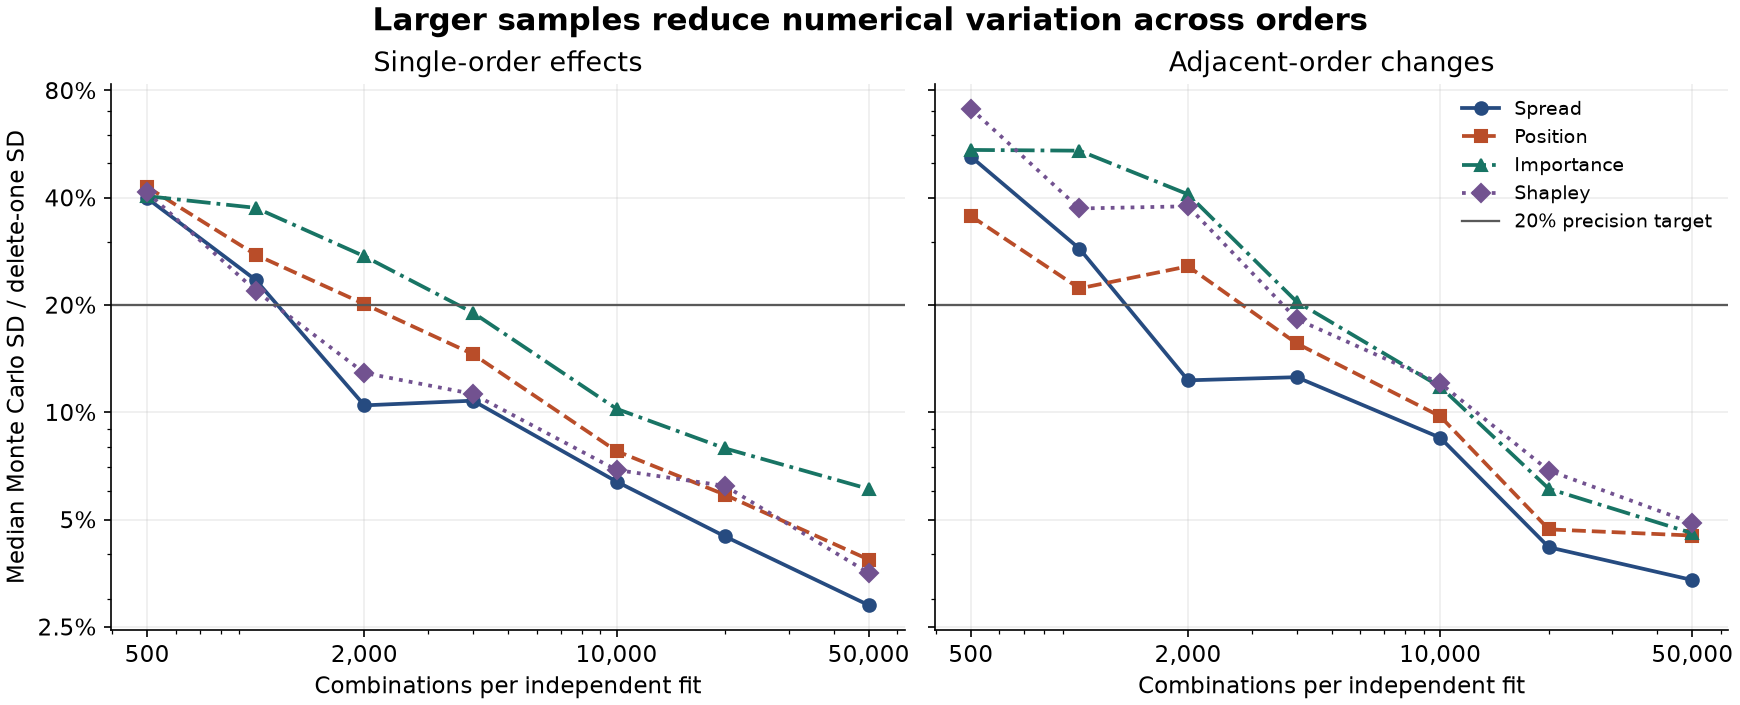 Larger samples reduce numerical variation across orders
Single-order effects
Adjacent-order changes
Median Monte Carlo SD / delete-one SD
80%
40%
20%
10%
5%
2.5%
500
2,000
10,000
50,000
Combinations per independent fit
Spread
Position
Importance
Shapley
20% precision target
500
2,000
10,000
50,000
Combinations per independent fit